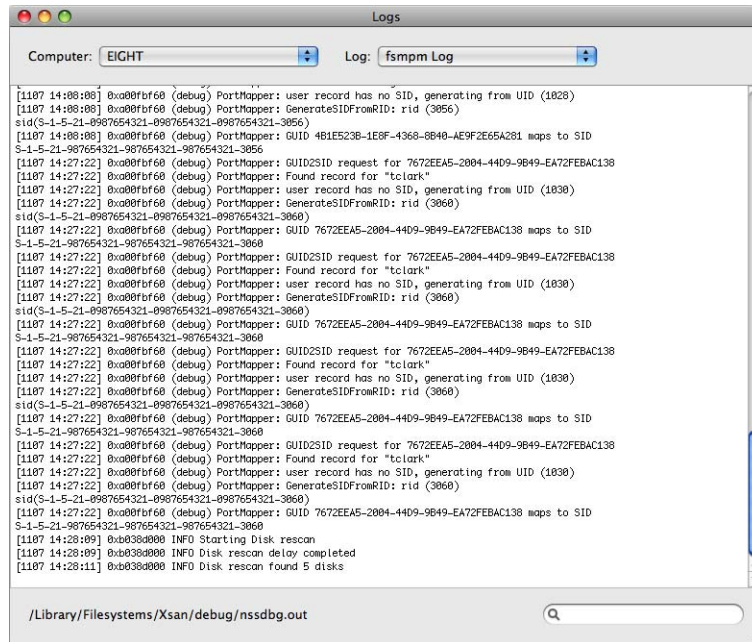 Logs
Computer: EIGHT Log: fsmpm Log
[1107 14:08:08] 0xa00fbf60 (debug) PortMapper: user record has no SID, generating from UID (1028)
[1107 14:08:08] 0xa00fbf60 (debug) PortMapper: GenerateSIDFromRID: rid (3056)
sid(S-1-5-21-0987654321-0987654321-0987654321-3056)
[1107 14:08:08] 0xa00fbf60 (debug) PortMapper: GUID 4B1E523B-1E8F-4368-8B40-AE9F2E65A281 maps to SID
S-1-5-21-987654321-987654321-987654321-3056
[1107 14:27:22] 0xa00fbf60 (debug) PortMapper: GUID2SID request for 7672EEA5-2004-44D9-9B49-EA72FEBAC138
[1107 14:27:22] 0xa00fbf60 (debug) PortMapper: Found record for "tclark"
[1107 14:27:22] 0xa00fbf60 (debug) PortMapper: user record has no SID, generating from UID (1030)
[1107 14:27:22] 0xa00fbf60 (debug) PortMapper: GenerateSIDFromRID: rid (3060)
sid(S-1-5-21-0987654321-0987654321-0987654321-3060)
[1107 14:27:22] 0xa00fbf60 (debug) PortMapper: GUID 7672EEA5-2004-44D9-9B49-EA72FEBAC138 maps to SID
S-1-5-21-987654321-987654321-987654321-3060
[1107 14:27:22] 0xa00fbf60 (debug) PortMapper: GUID2SID request for 7672EEA5-2004-44D9-9B49-EA72FEBAC138
[1107 14:27:22] 0xa00fbf60 (debug) PortMapper: Found record for "tclark"
[1107 14:27:22] 0xa00fbf60 (debug) PortMapper: user record has no SID, generating from UID (1030)
[1107 14:27:22] 0xa00fbf60 (debug) PortMapper: GenerateSIDFromRID: rid (3060)
sid(S-1-5-21-0987654321-0987654321-0987654321-3060)
[1107 14:27:22] 0xa00fbf60 (debug) PortMapper: GUID 7672EEA5-2004-44D9-9B49-EA72FEBAC138 maps to SID
S-1-5-21-987654321-987654321-987654321-3060
[1107 14:27:22] 0xa00fbf60 (debug) PortMapper: GUID2SID request for 7672EEA5-2004-44D9-9B49-EA72FEBAC138
[1107 14:27:22] 0xa00fbf60 (debug) PortMapper: Found record for "tclark"
[1107 14:27:22] 0xa00fbf60 (debug) PortMapper: user record has no SID, generating from UID (1030)
[1107 14:27:22] 0xa00fbf60 (debug) PortMapper: GenerateSIDFromRID: rid (3060)
sid(S-1-5-21-0987654321-0987654321-0987654321-3060)
[1107 14:27:22] 0xa00fbf60 (debug) PortMapper: GUID 7672EEA5-2004-44D9-9B49-EA72FEBAC138 maps to SID
S-1-5-21-987654321-987654321-987654321-3060
[1107 14:27:22] 0xa00fbf60 (debug) PortMapper: GUID2SID request for 7672EEA5-2004-44D9-9B49-EA72FEBAC138
[1107 14:27:22] 0xa00fbf60 (debug) PortMapper: Found record for "tclark"
[1107 14:27:22] 0xa00fbf60 (debug) PortMapper: user record has no SID, generating from UID (1030)
[1107 14:27:22] 0xa00fbf60 (debug) PortMapper: GenerateSIDFromRID: rid (3060)
sid(S-1-5-21-0987654321-0987654321-0987654321-3060)
[1107 14:27:22] 0xa00fbf60 (debug) PortMapper: GUID 7672EEA5-2004-44D9-9B49-EA72FEBAC138 maps to SID
S-1-5-21-987654321-987654321-987654321-3060
[1107 14:28:09] 0xb038d000 INFO Starting Disk rescan
[1107 14:28:09] 0xb038d000 INFO Disk rescan delay completed
[1107 14:28:11] 0xb038d000 INFO Disk rescan found 5 disks
/Library/Filesystems/Xsan/debug/nssdbg.out